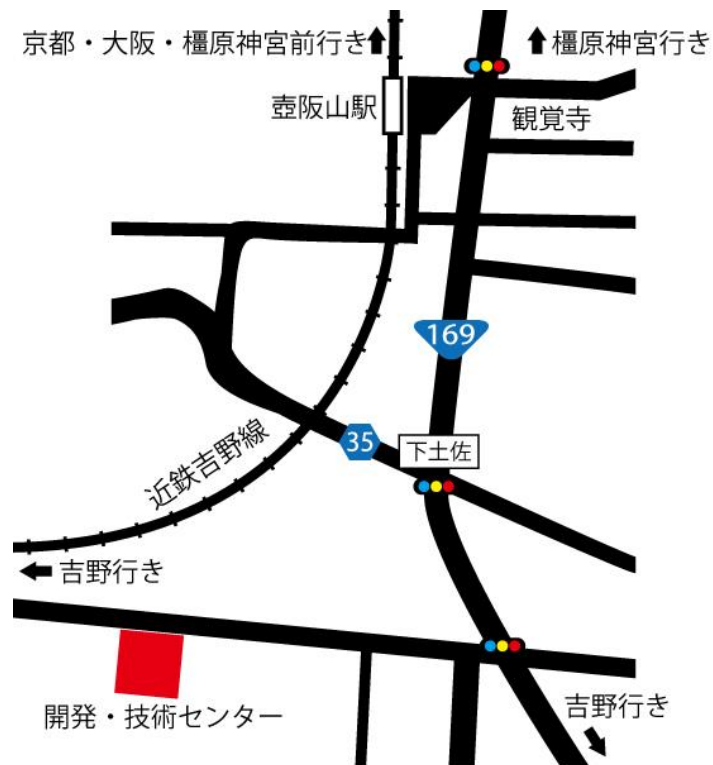 京都・大阪・橿原神宮前行き
橿原神宮行き
壺阪山駅
観覚寺
169
35
下土佐
近鉄吉野線
吉野行き
吉野行き
開発・技術センター